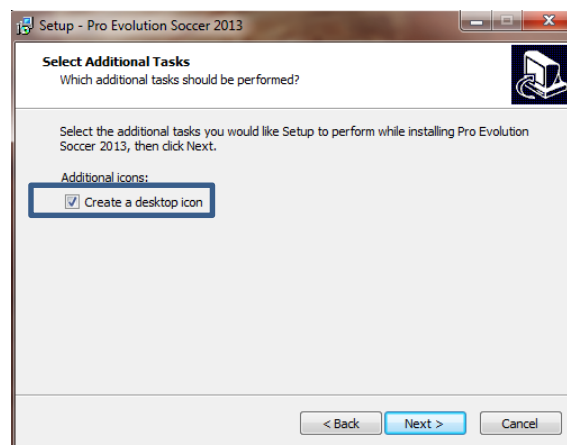 Setup - Pro Evolution Soccer 2013
Select Additional Tasks
Which additional tasks should be performed?
Select the additional tasks you would like Setup to perform while installing Pro Evolution
Soccer 2013, then click Next.
Additional icons:
Create a desktop icon
< Back Next > Cancel